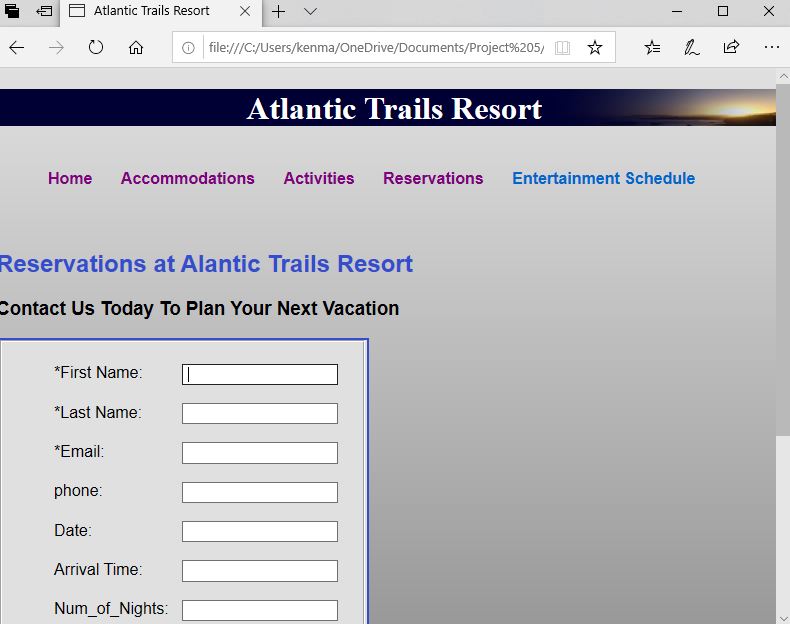 Atlantic Trails Resort
file:///C:/Users/kenma/OneDrive/Documents/Project%205/
Atlantic Trails Resort
Home Accommodations Activities Reservations Entertainment Schedule
Reservations at Alantic Trails Resort
Contact Us Today To Plan Your Next Vacation
*First Name:
*Last Name:
*Email:
phone:
Date:
Arrival Time:
Num_of_Nights: